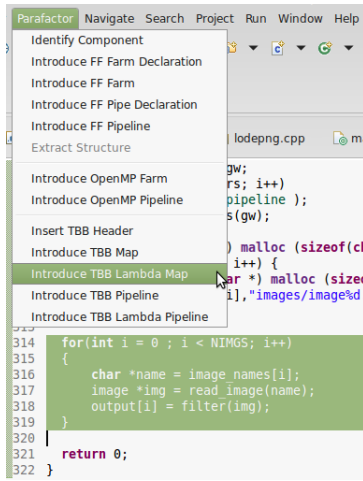 Parafactor Navigate Search Project Run Window Help
Identify Component
Introduce FF Farm Declaration
Introduce FF Farm
Introduce FF Pipe Declaration
Introduce FF Pipeline
Extract Structure
Introduce OpenMP Farm
Introduce OpenMP Pipeline
Insert TBB Header
Introduce TBB Map
Introduce TBB Lambda Map
Introduce TBB Pipeline
Introduce TBB Lambda Pipeline
lodepng.cpp m
gw;
rs; i++)
pipeline );
s(gw);
) malloc (sizeof(ch
i++) {
ar *) malloc (sizeo
i],"images/image%d
313
314 for(int i = 0 ; i < NIMGS; i++)
315 {
316 char *name = image_names[i];
317 image *img = read_image(name);
318 output[i] = filter(img);
319 }
320
321 return 0;
322 }